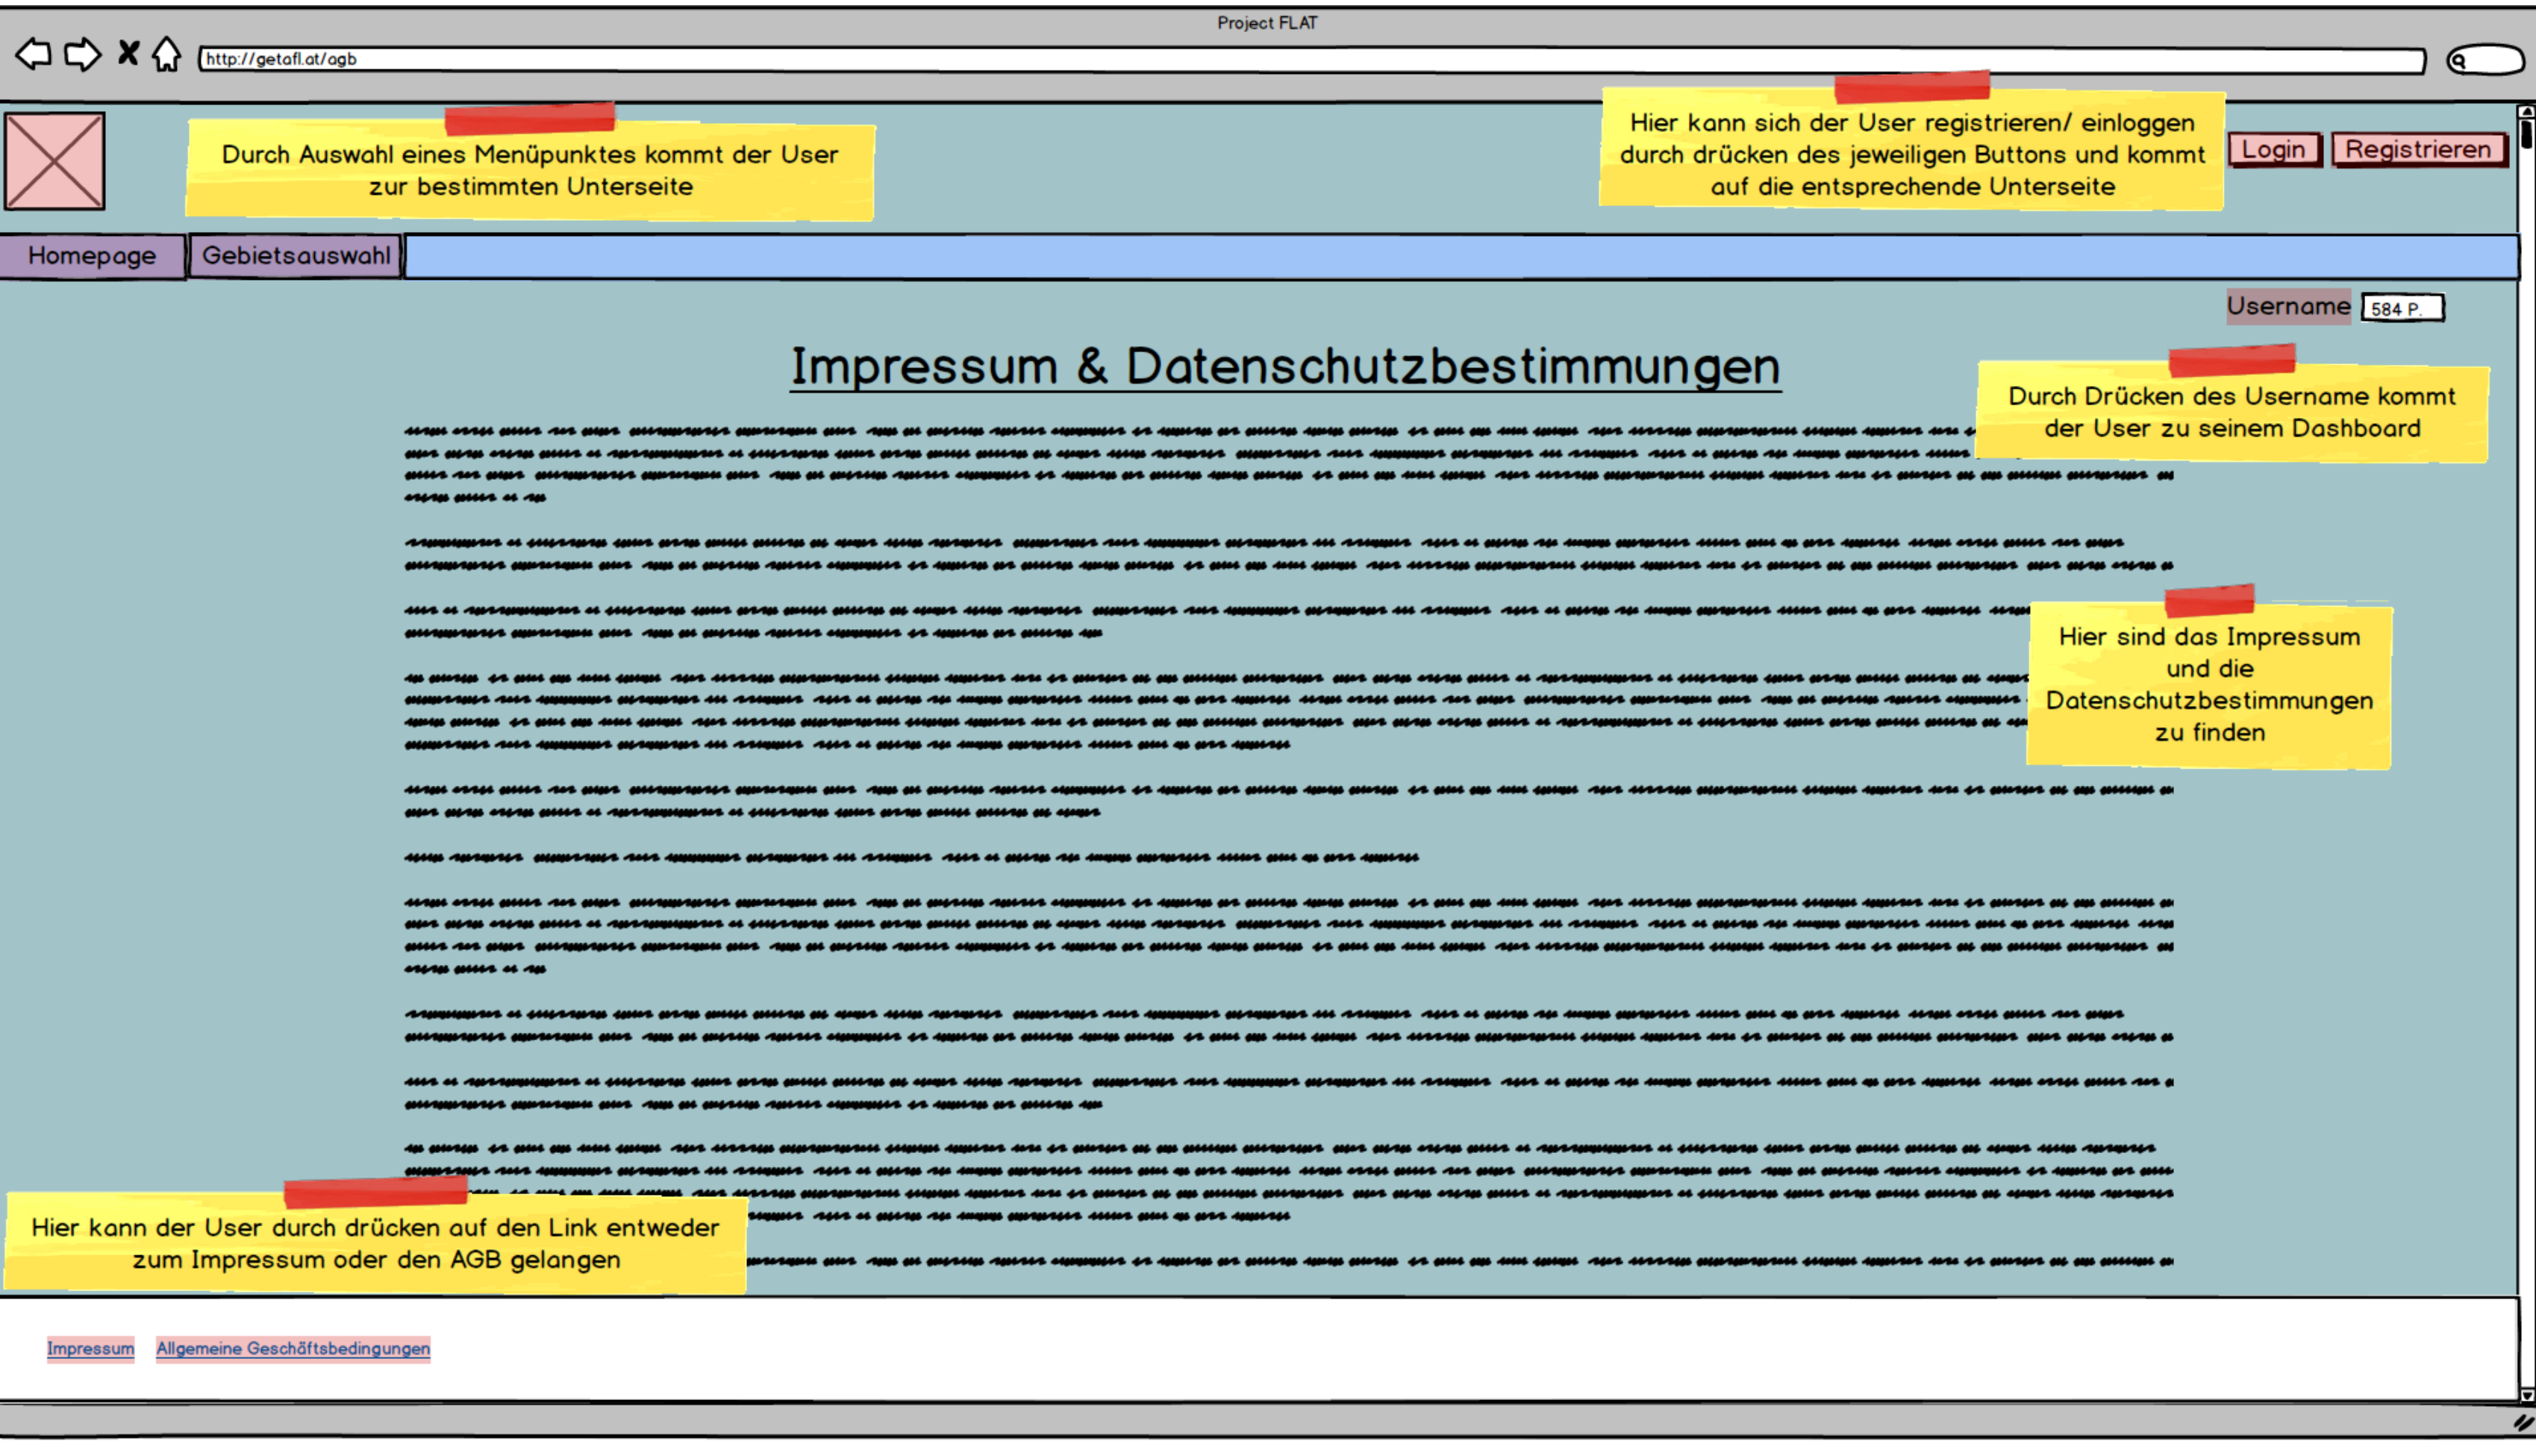 Project FLAT
http://getafl.at/agb
Durch Auswahl eines Menüpunktes kommt der User
zur bestimmten Unterseite
Hier kann sich der User registrieren/ einloggen
durch drücken des jeweiligen Buttons und kommt
auf die entsprechende Unterseite
Login
Registrieren
Homepage
Gebietsauswahl
Username
584 P.
Impressum & Datenschutzbestimmungen
Durch Drücken des Username kommt
der User zu seinem Dashboard
Hier sind das Impressum
und die
Datenschutzbestimmungen
zu finden
Hier kann der User durch drücken auf den Link entweder
zum Impressum oder den AGB gelangen
Impressum
Allgemeine Geschäftsbedingungen